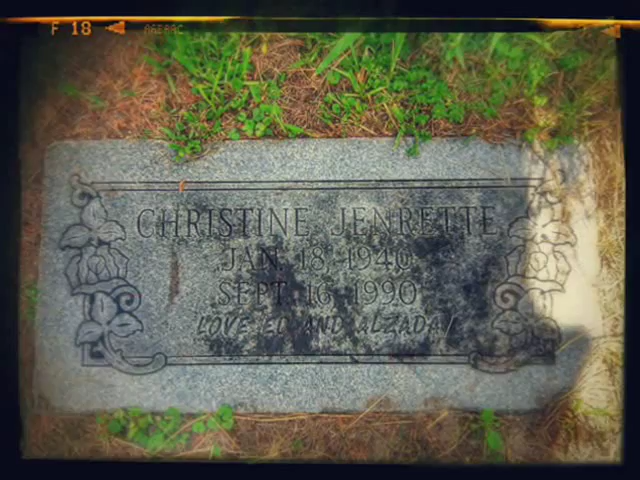 F 18
CHRISTINE JENRETTE
JAN. 18, 1940
SEPT. 16, 1990
LOVE ED AND ALZADA